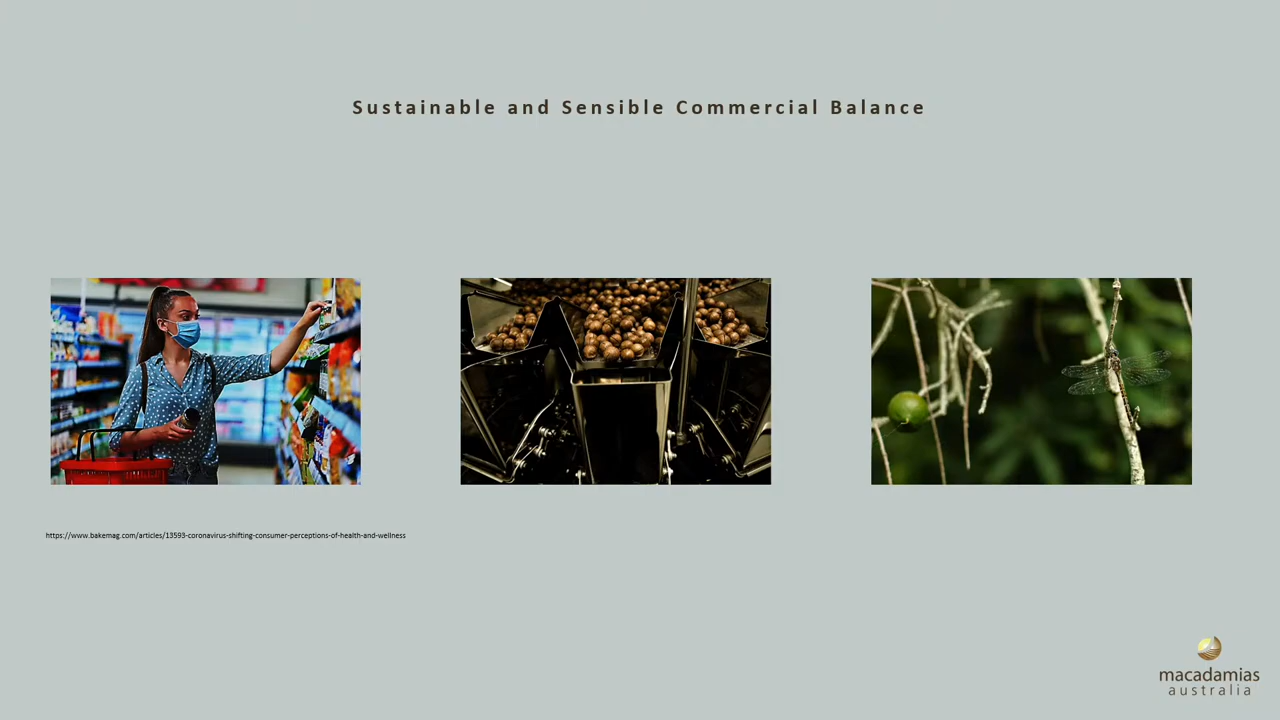 Sustainable and Sensible Commercial Balance
https://www.bakemag.com/articles/13593-coronavirus-shifting-consumer-perceptions-of-health-and-wellness
macadamias
australia